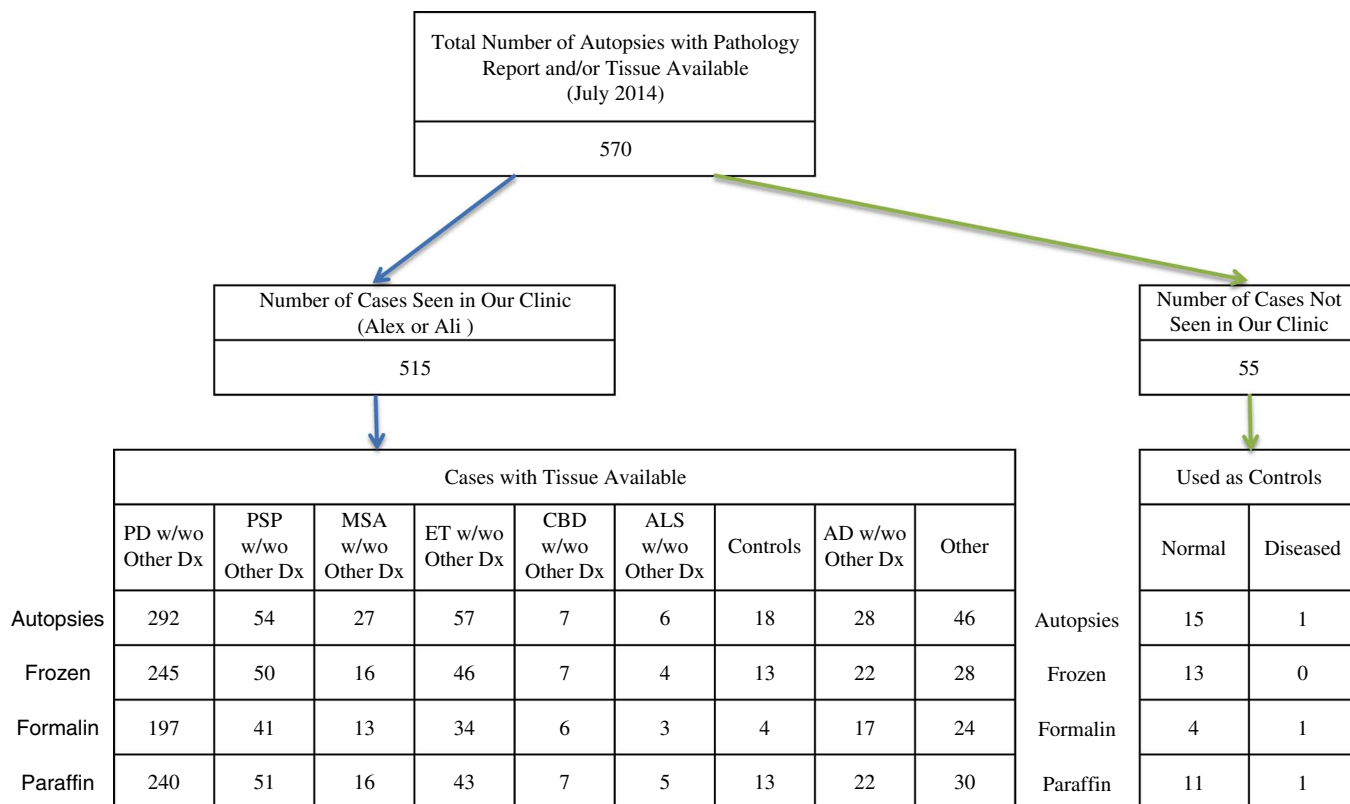 Total Number of Autopsies with Pathology
Report and/or Tissue Available
(July 2014)
570
Number of Cases Seen in Our Clinic
(Alex or Ali )
515
Number of Cases Not
Seen in Our Clinic
55
Cases with Tissue Available
PD w/wo
Other Dx
PSP
w/wo
Other Dx
MSA
w/wo
Other Dx
ET w/wo
Other Dx
CBD
w/wo
Other Dx
ALS
w/wo
Other Dx
Controls
AD w/wo
Other Dx
Other
Autopsies 292 54 27 57 7 6 18 28 46
Frozen 245 50 16 46 7 4 13 22 28
Formalin 197 41 13 34 6 3 4 17 24
Paraffin 240 51 16 43 7 5 13 22 30
Used as Controls
Normal Diseased
Autopsies 15 1
Frozen 13 0
Formalin 4 1
Paraffin 11 1